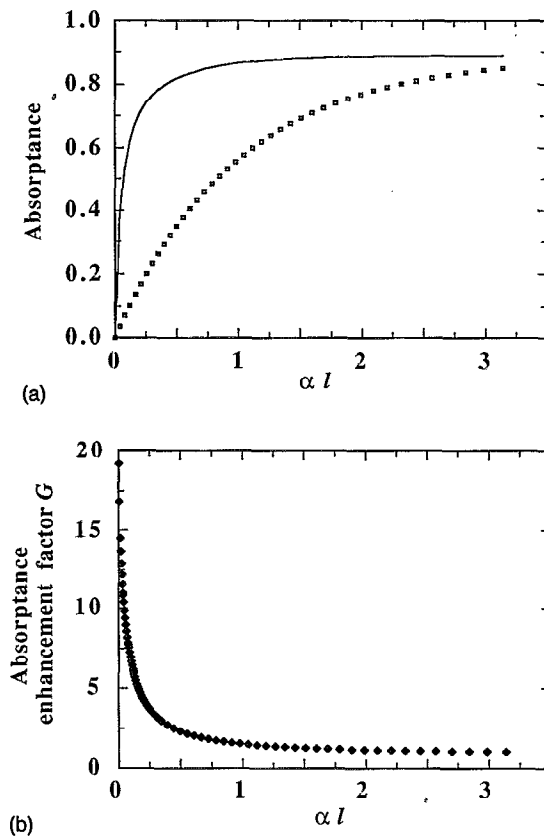 1.0
0.8
0.6
0.4
0.2
0.0
Absorptance
0 1 2 3
α l
(a)
20
15
10
5
0
Absorptance
enhancement factor G
0 1 2 3
α l
(b)